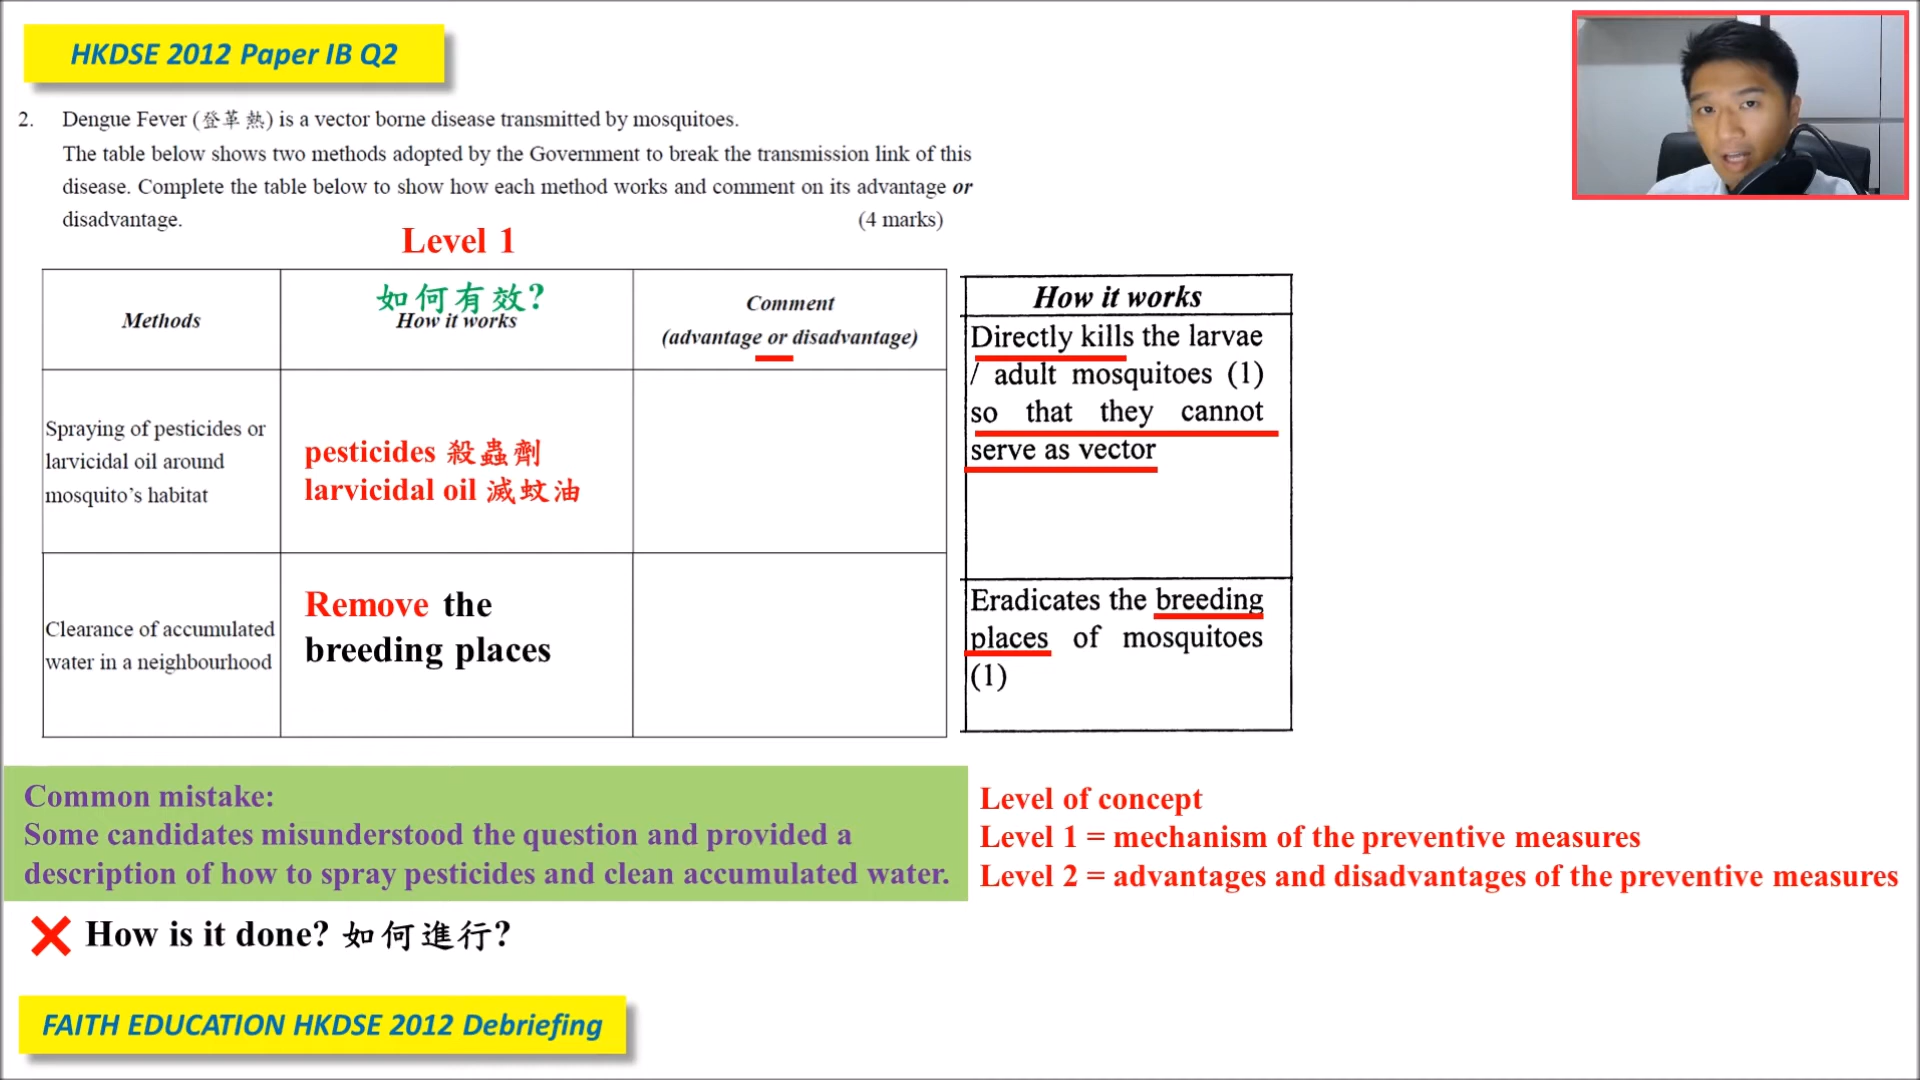 HKDSE 2012 Paper IB Q2
2. Dengue Fever (登革熱) is a vector borne disease transmitted by mosquitoes.
The table below shows two methods adopted by the Government to break the transmission link of this
disease. Complete the table below to show how each method works and comment on its advantage or
disadvantage. (4 marks)
Level 1
Methods
如何有效?
How it works
Comment
(advantage or disadvantage)
Spraying of pesticides or
larvicidal oil around
mosquito's habitat
pesticides 殺蟲劑
larvicidal oil 滅蚊油
Clearance of accumulated
water in a neighbourhood
Remove the
breeding places
How it works
Directly kills the larvae
/ adult mosquitoes (1)
so that they cannot
serve as vector
Eradicates the breeding
places of mosquitoes
(1)
Common mistake:
Some candidates misunderstood the question and provided a
description of how to spray pesticides and clean accumulated water.
Level of concept
Level 1 = mechanism of the preventive measures
Level 2 = advantages and disadvantages of the preventive measures
How is it done? 如何進行?
FAITH EDUCATION HKDSE 2012 Debriefing